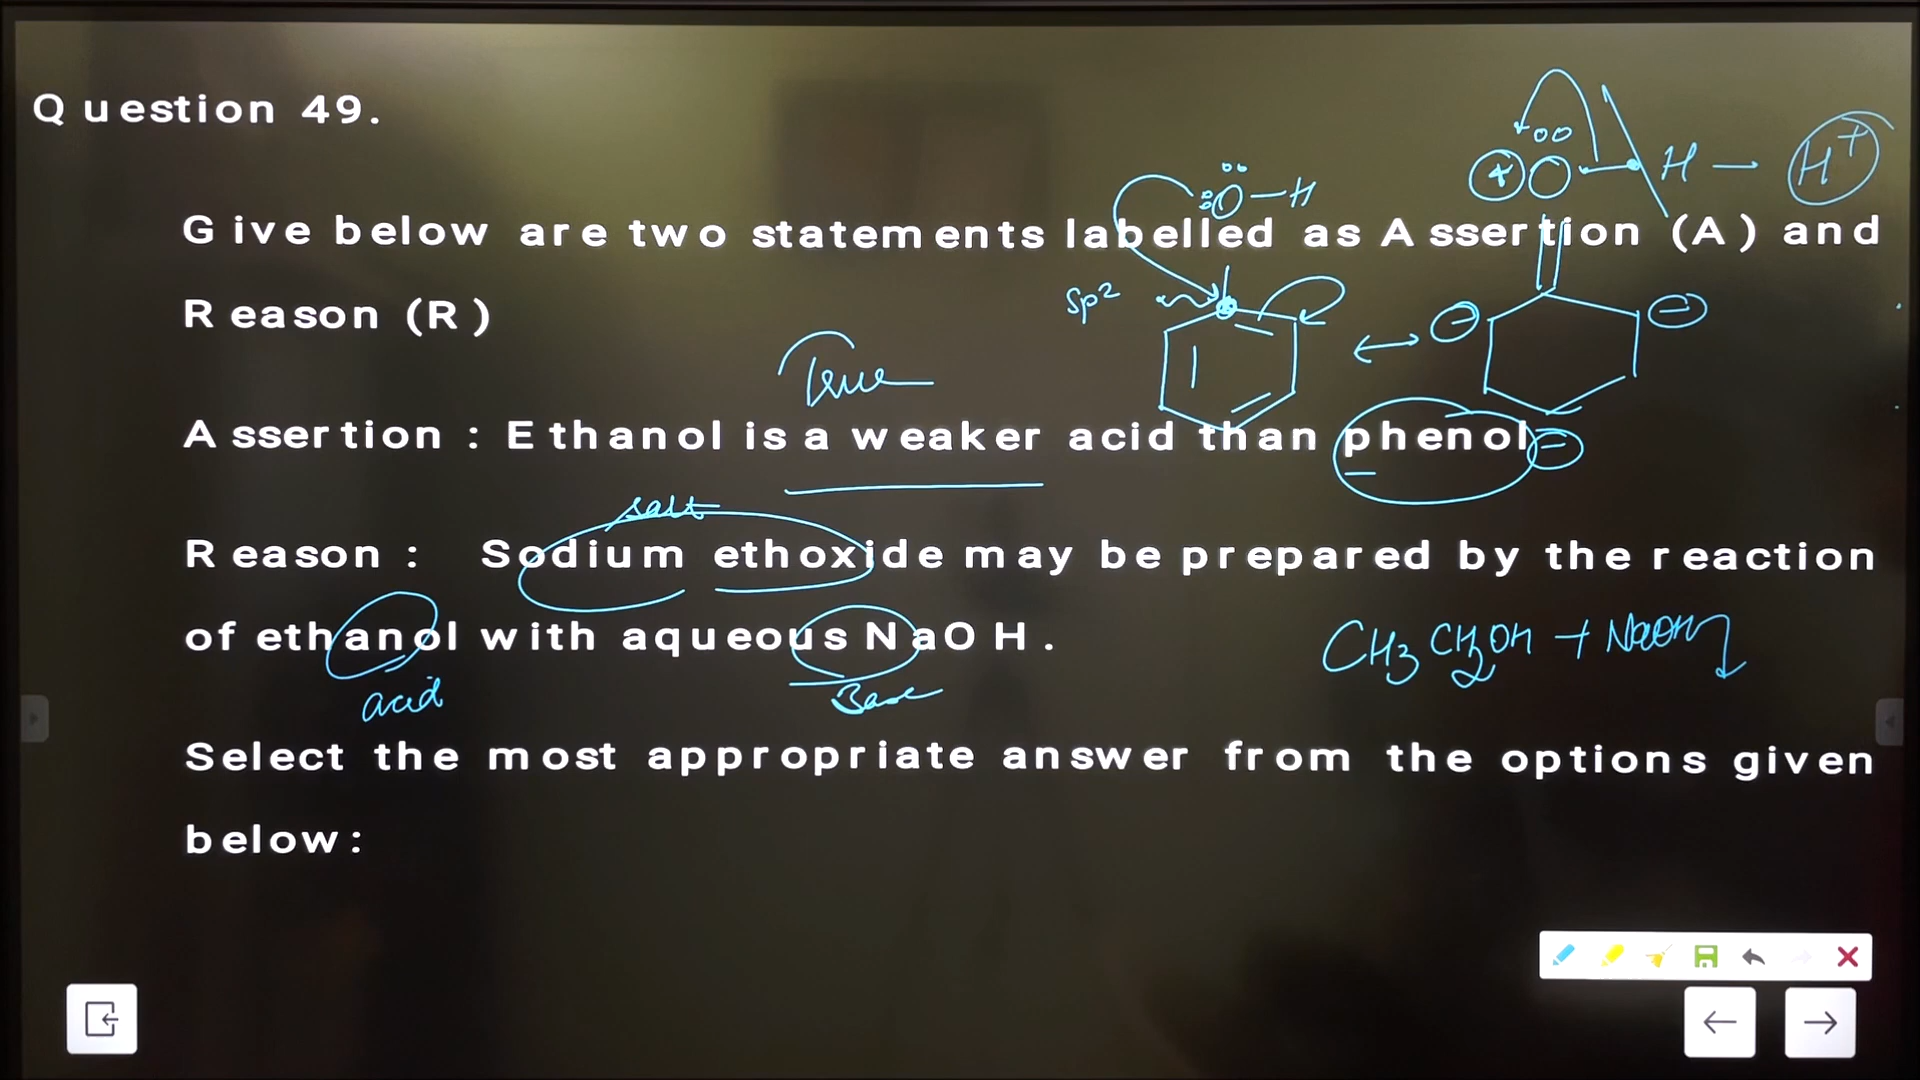 Question 49.
Give below are two statements labelled as Assertion (A) and
Reason (R)
Assertion : Ethanol is a weaker acid than phenol
Reason : Sodium ethoxide may be prepared by the reaction
of ethanol with aqueous NaOH.
Select the most appropriate answer from the options given
below:
O-H
O H - H+
Sp2
True
salt
acid
Base
CH3CH2OH + NaOH